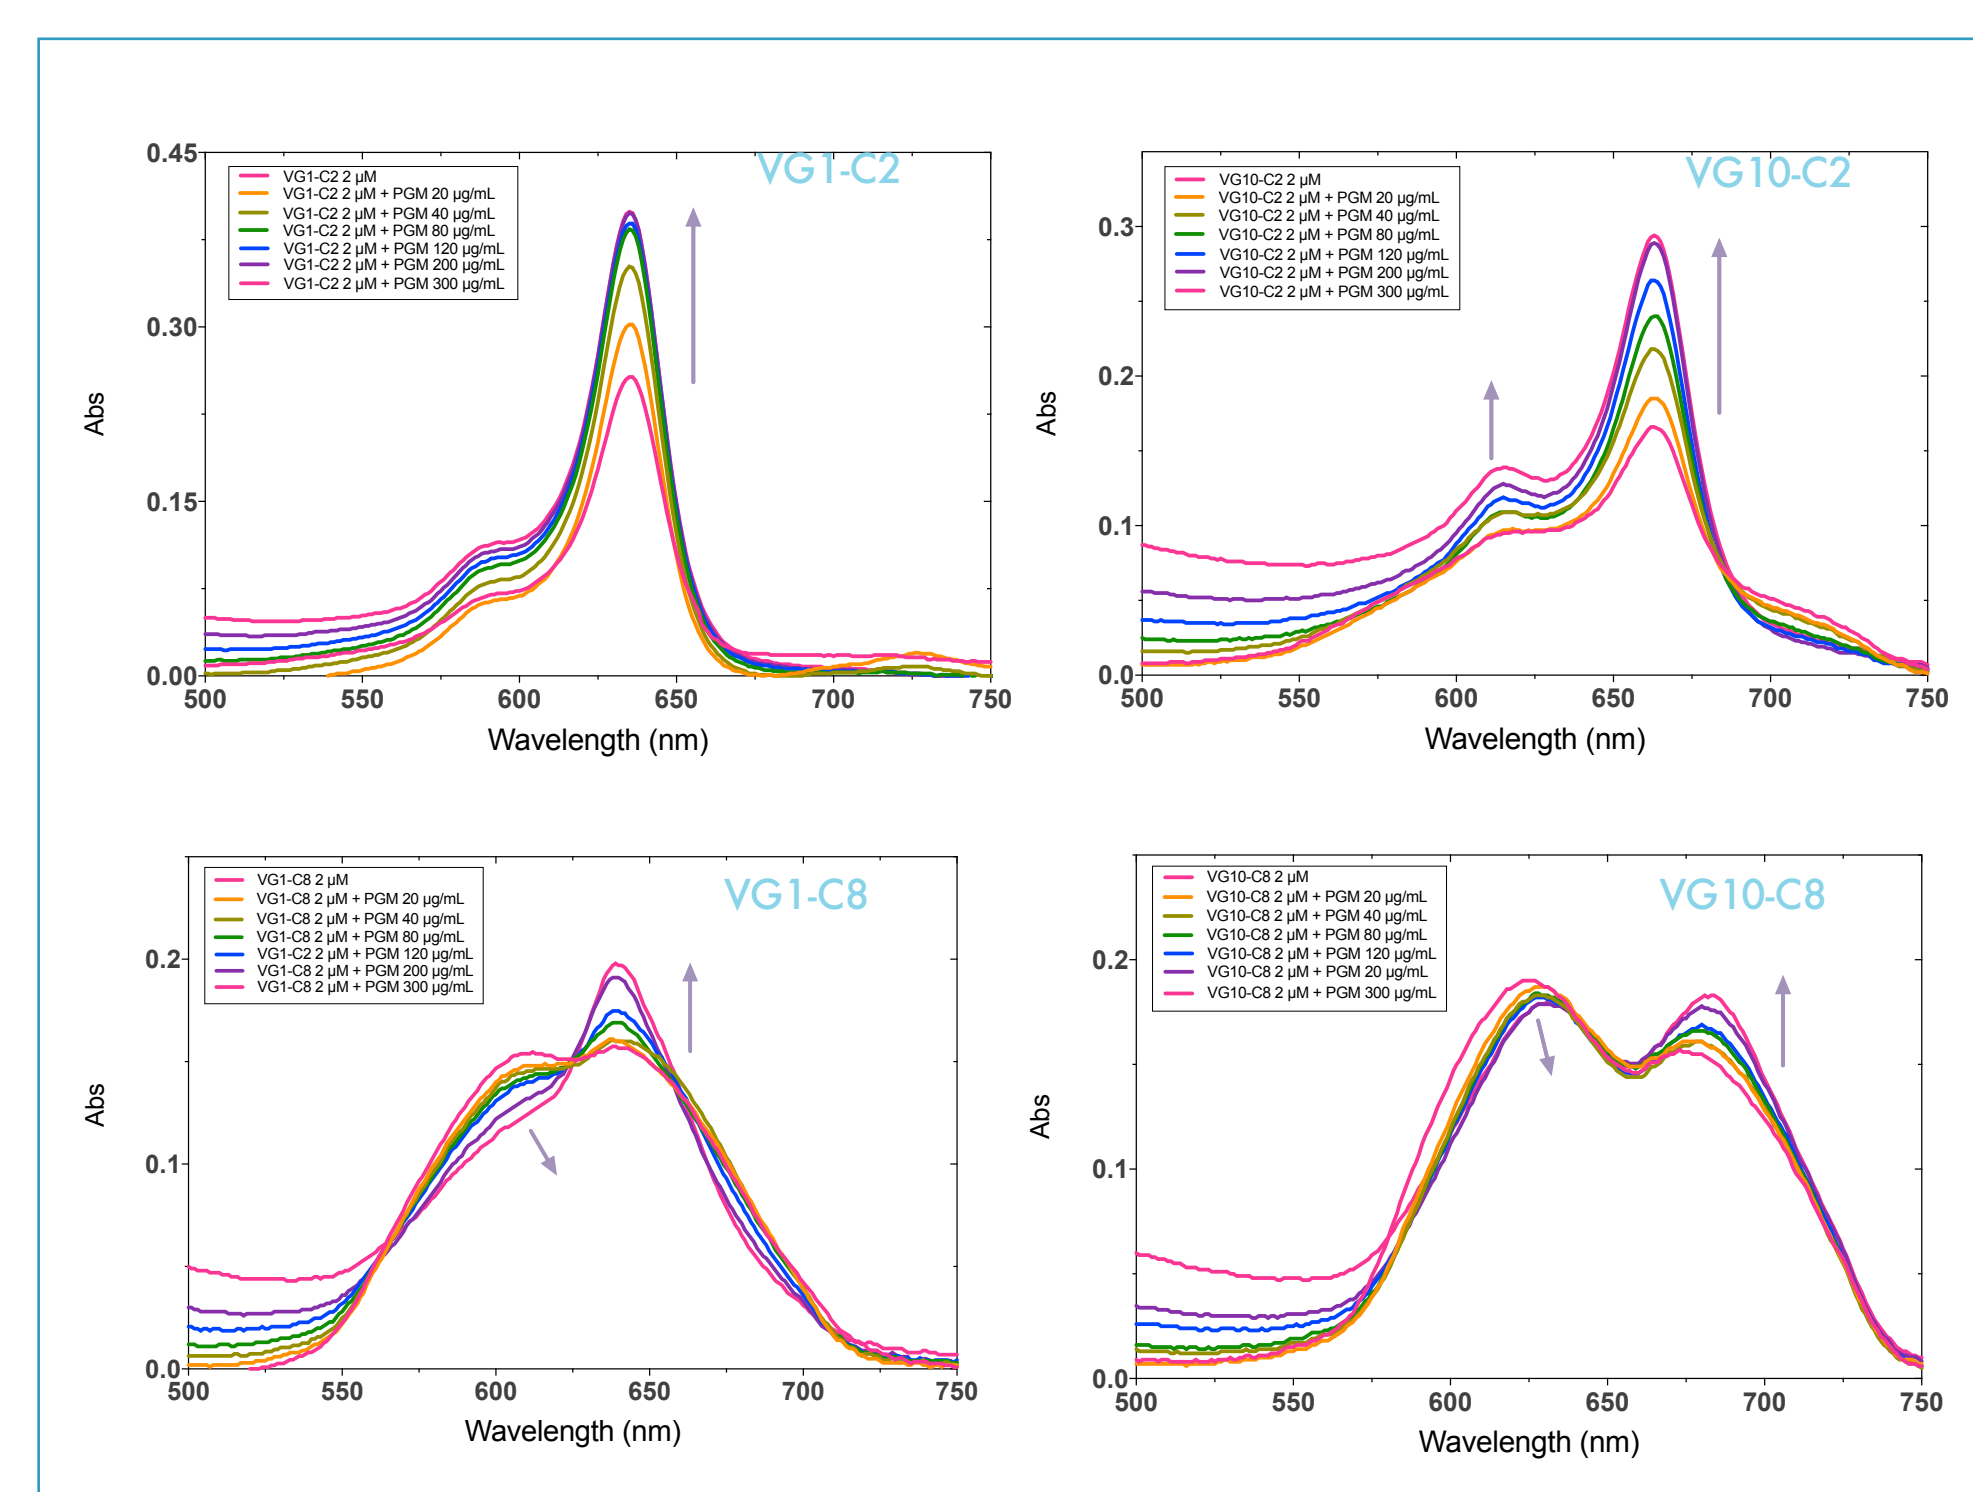 VG1-C2
0.45
0.30
0.15
0.00
VG1-C2 2 µM
VG1-C2 2 µM + PGM 20 µg/mL
VG1-C2 2 µM + PGM 40 µg/mL
VG1-C2 2 µM + PGM 80 µg/mL
VG1-C2 2 µM + PGM 120 µg/mL
VG1-C2 2 µM + PGM 200 µg/mL
VG1-C2 2 µM + PGM 300 µg/mL
Abs
500 550 600 650 700 750
Wavelength (nm)
VG10-C2
0.3
0.2
0.1
0.0
VG10-C2 2 µM
VG10-C2 2 µM + PGM 20 µg/mL
VG10-C2 2 µM + PGM 40 µg/mL
VG10-C2 2 µM + PGM 80 µg/mL
VG10-C2 2 µM + PGM 120 µg/mL
VG10-C2 2 µM + PGM 200 µg/mL
VG10-C2 2 µM + PGM 300 µg/mL
Abs
500 550 600 650 700 750
Wavelength (nm)
VG1-C8
0.2
0.1
0.0
VG1-C8 2 µM
VG1-C8 2 µM + PGM 20 µg/mL
VG1-C8 2 µM + PGM 40 µg/mL
VG1-C8 2 µM + PGM 80 µg/mL
VG1-C2 2 µM + PGM 120 µg/mL
VG1-C8 2 µM + PGM 200 µg/mL
VG1-C8 2 µM + PGM 300 µg/mL
Abs
500 550 600 650 700 750
Wavelength (nm)
VG10-C8
0.2
0.1
0.0
VG10-C8 2 µM
VG10-C8 2 µM + PGM 20 µg/mL
VG10-C8 2 µM + PGM 40 µg/mL
VG10-C8 2 µM + PGM 80 µg/mL
VG10-C8 2 µM + PGM 120 µg/mL
VG10-C8 2 µM + PGM 20 µg/mL
VG10-C8 2 µM + PGM 300 µg/mL
Abs
500 550 600 650 700 750
Wavelength (nm)